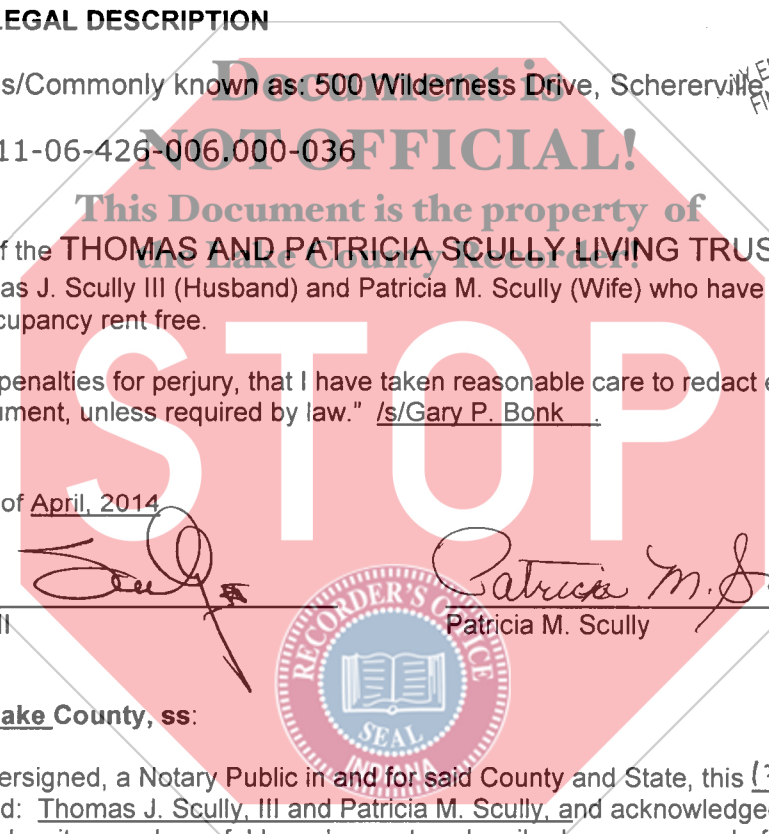 LEGAL DESCRIPTION
Document is
s/Commonly known as: 500 Wilderness Drive, Schererville,
NOT OFFICIAL!
11-06-426-006.000-036
This Document is the property of
the Lake County Recorder!
f the THOMAS AND PATRICIA SCULLY LIVING TRUS
as J. Scully III (Husband) and Patricia M. Scully (Wife) who have
cupancy rent free.
STOP
penalties for perjury, that I have taken reasonable care to redact e
ument, unless required by law." /s/Gary P. Bonk .
of April, 2014
Patricia M. S
II
Patricia M. Scully
RECORDER'S OFFICE
SEAL
INDIANA
ake County, ss:
ersigned, a Notary Public in and for said County and State, this
d: Thomas J. Scully, III and Patricia M. Scully, and acknowledge